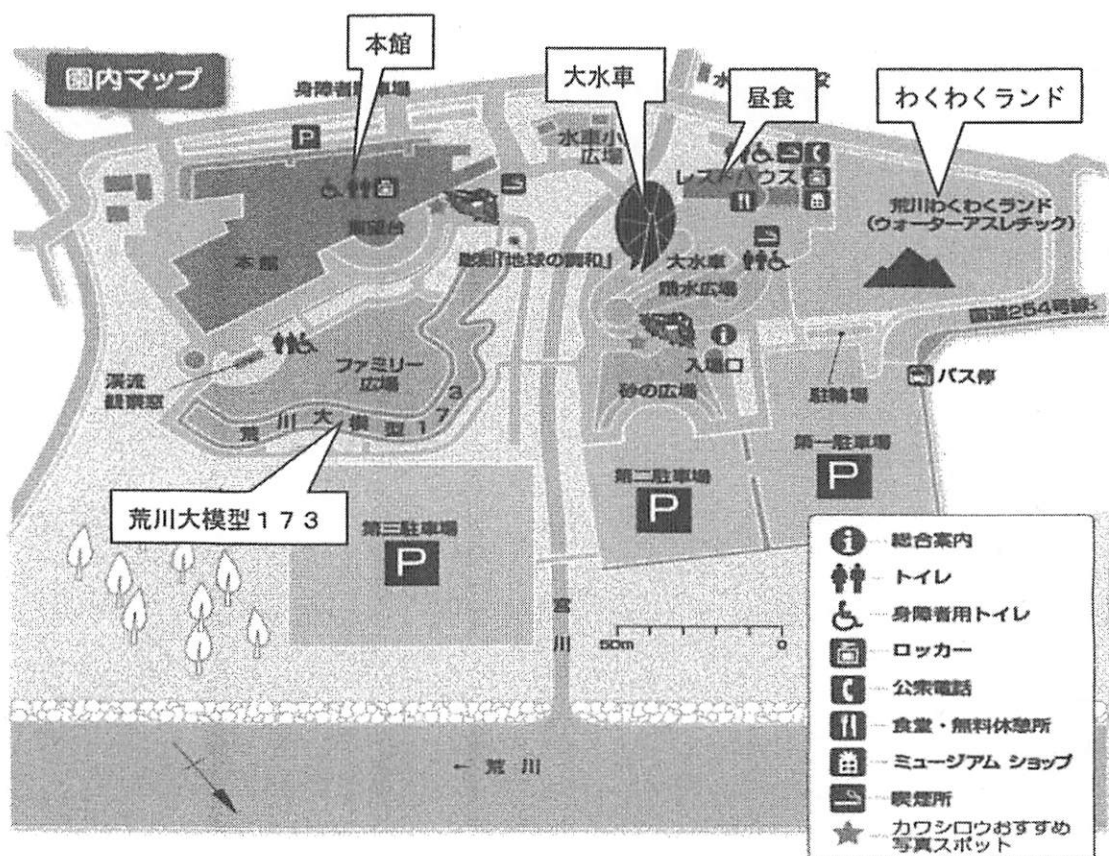 本館
園内マップ
大水車
昼食
わくわくランド
身障者駐車場
P
水車小
広場
レストハウス
荒川わくわくランド
(ウォーターアスレチック)
展望台
本館
彫刻「地球の調和」
大水車
噴水広場
国道254号線
入場口
バス停
駐輪場
渓流
観察窓
ファミリー
広場
砂の広場
荒川大模型173
第一駐車場
P
第二駐車場
P
荒川大模型173
第三駐車場
P
宮川
50m
0
← 荒川
総合案内
トイレ
身障者用トイレ
ロッカー
公衆電話
食堂・無料休憩所
ミュージアム ショップ
喫煙所
カワシロウおすすめ
写真スポット